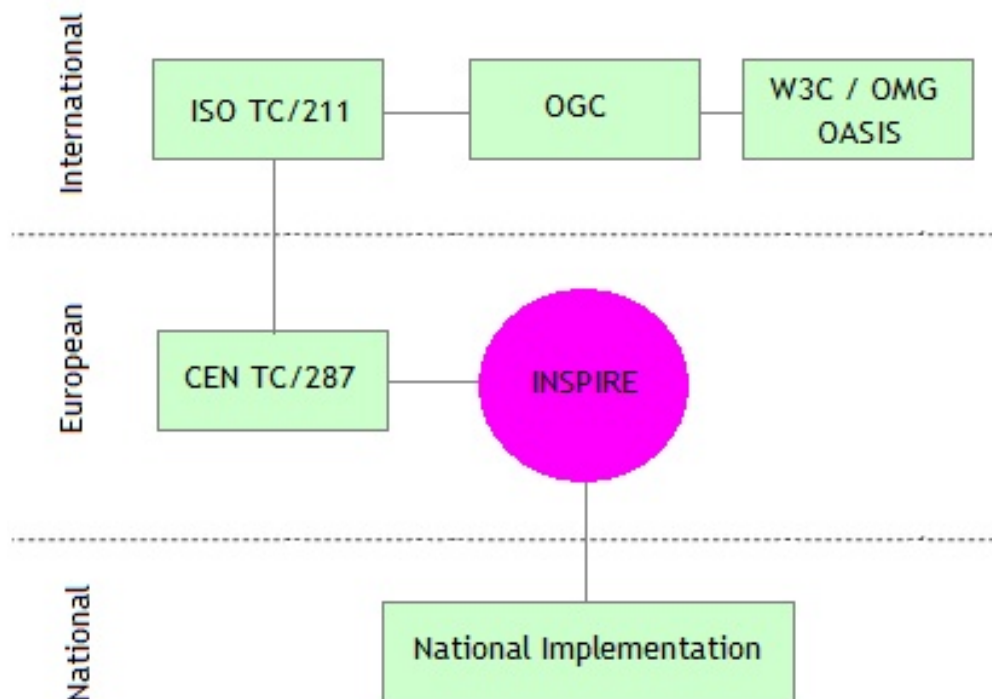 International
ISO TC/211
OGC
W3C / OMG
OASIS
European
CEN TC/287
INSPIRE
National
National Implementation